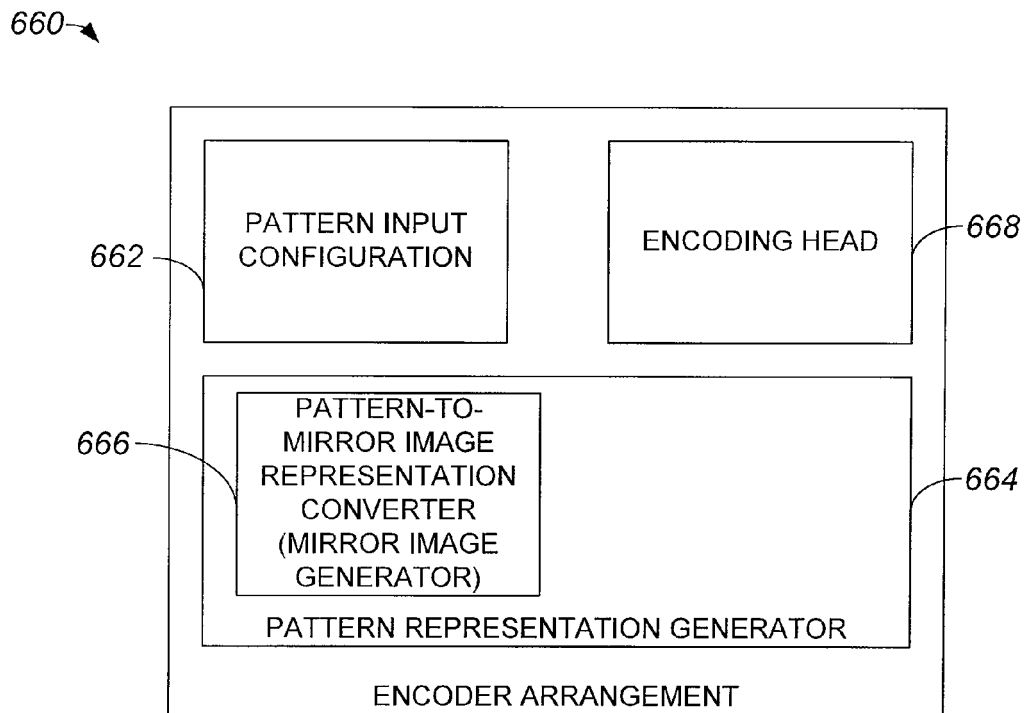 660
PATTERN INPUT
CONFIGURATION
662
ENCODING HEAD
668
PATTERN-TO-
MIRROR IMAGE
REPRESENTATION
CONVERTER
(MIRROR IMAGE
GENERATOR)
666
664
PATTERN REPRESENTATION GENERATOR
ENCODER ARRANGEMENT